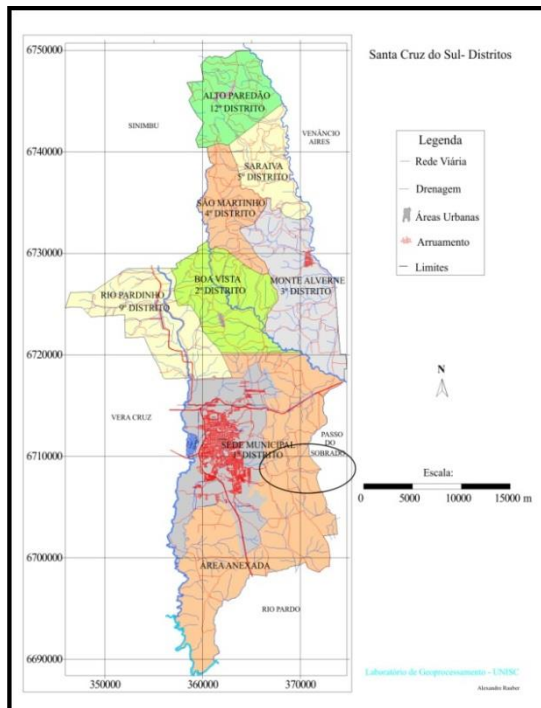 Santa Cruz do Sul- Distritos
6750000
6740000
6730000
6720000
6710000
6700000
6690000
350000
360000
370000
SINIMBU
VENÂNCIO
AIRES
ALTO PAREDÃO
12º DISTRITO
SARAIVA
5º DISTRITO
SÃO MARTINHO
4º DISTRITO
BOA VISTA
2º DISTRITO
MONTE ALVERNE
3º DISTRITO
RIO PARDINHO
9º DISTRITO
VERA CRUZ
SEDE MUNICIPAL
1º DISTRITO
PASSO
DO
SOBRADO
ÁREA ANEXADA
RIO PARDO
Legenda
Rede Viária
Drenagem
Áreas Urbanas
Arruamento
Limites
N
Escala:
0 5000 10000 15000 m
Laboratório de Geoprocessamento - UNISC
Alexandre Rauber